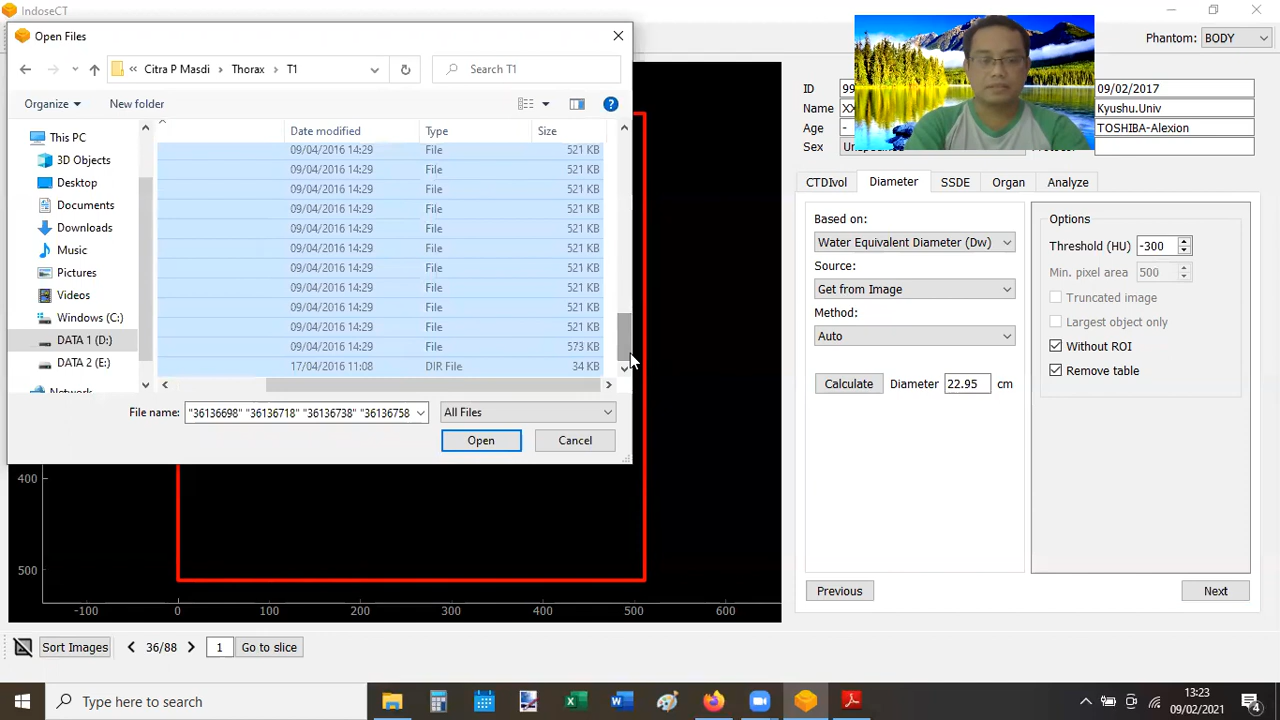 IndoseCT
Open Files
Citra P Masdi
Thorax
T1
Search T1
Organize
New folder
This PC
3D Objects
Desktop
Documents
Downloads
Music
Pictures
Videos
Windows (C:)
DATA 1 (D:)
DATA 2 (E:)
Network
Date modified
Type
Size
09/04/2016 14:29 File 521 KB
09/04/2016 14:29 File 521 KB
09/04/2016 14:29 File 521 KB
09/04/2016 14:29 File 521 KB
09/04/2016 14:29 File 521 KB
09/04/2016 14:29 File 521 KB
09/04/2016 14:29 File 521 KB
09/04/2016 14:29 File 521 KB
09/04/2016 14:29 File 521 KB
09/04/2016 14:29 File 521 KB
09/04/2016 14:29 File 573 KB
17/04/2016 11:08 DIR File 34 KB
File name:
"36136698" "36136718" "36136738" "36136758"
All Files
Open
Cancel
400
500
-100 0 100 200 300 400 500 600
Sort Images
36/88
1
Go to slice
Phantom:
BODY
ID
99
09/02/2017
Name
XX
Kyushu.Univ
Age
-
TOSHIBA-Alexion
Sex
CTDIvol
Diameter
SSDE
Organ
Analyze
Based on:
Water Equivalent Diameter (Dw)
Source:
Get from Image
Method:
Auto
Calculate
Diameter
22.95
cm
Options
Threshold (HU)
-300
Min. pixel area
500
Truncated image
Largest object only
Without ROI
Remove table
Previous
Next
Type here to search
13:23
09/02/2021
4